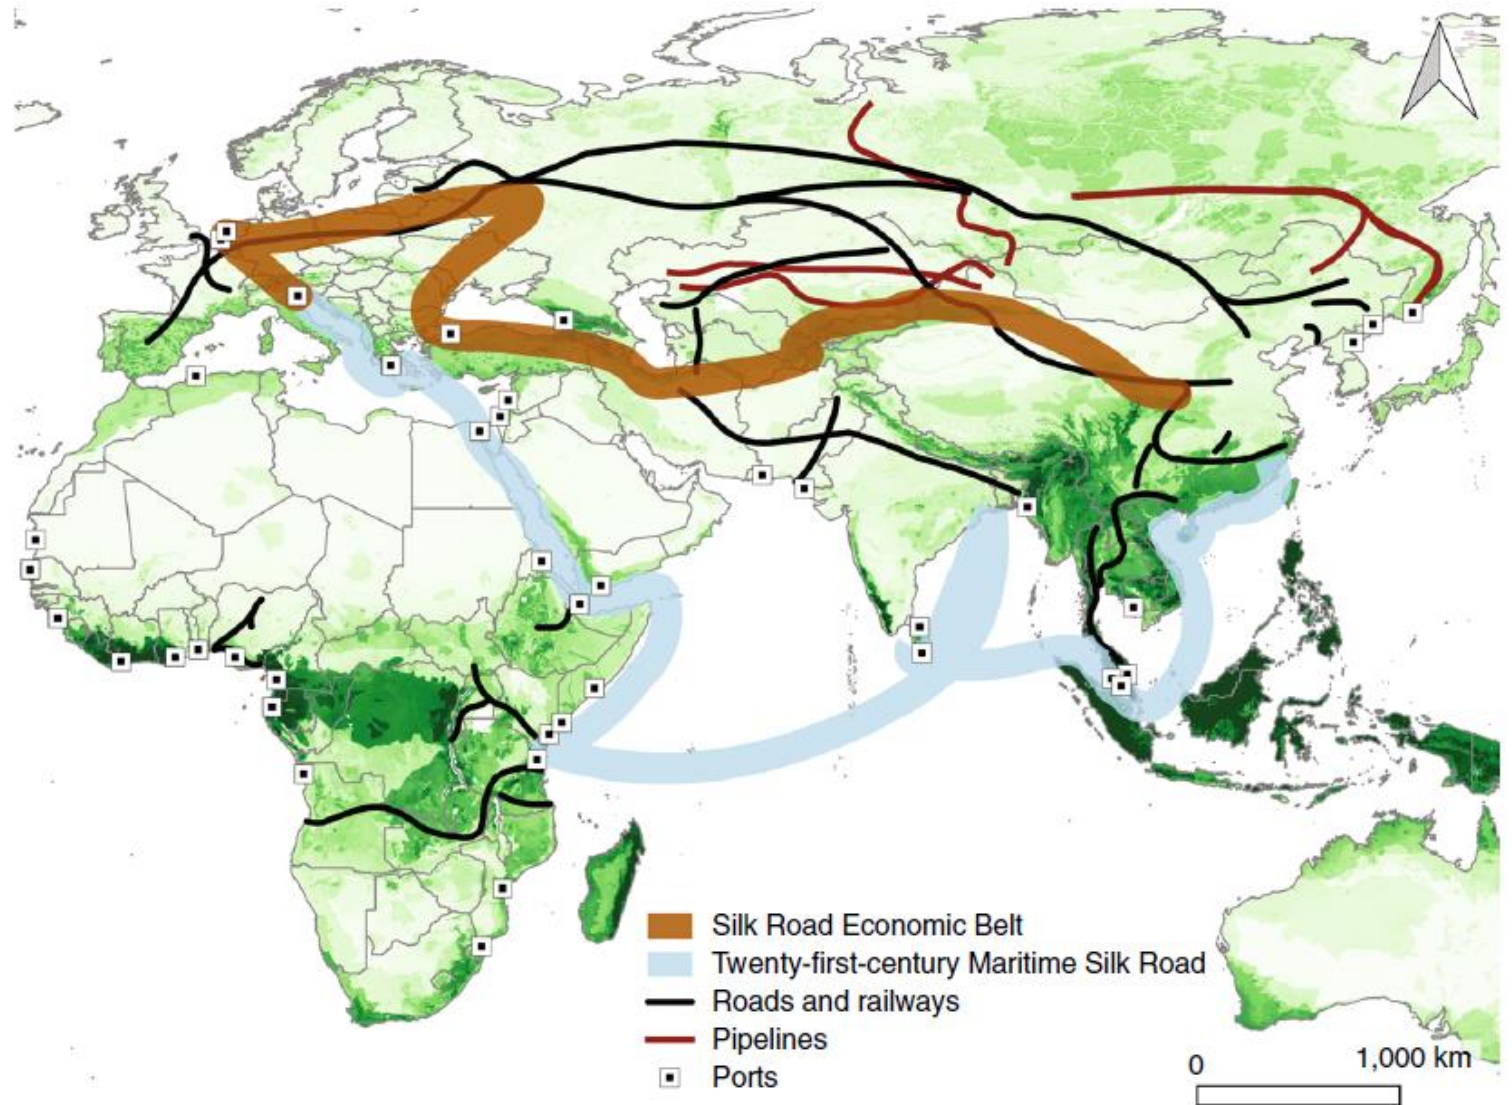 Silk Road Economic Belt
Twenty-first-century Maritime Silk Road
Roads and railways
Pipelines
Ports
0 1,000 km